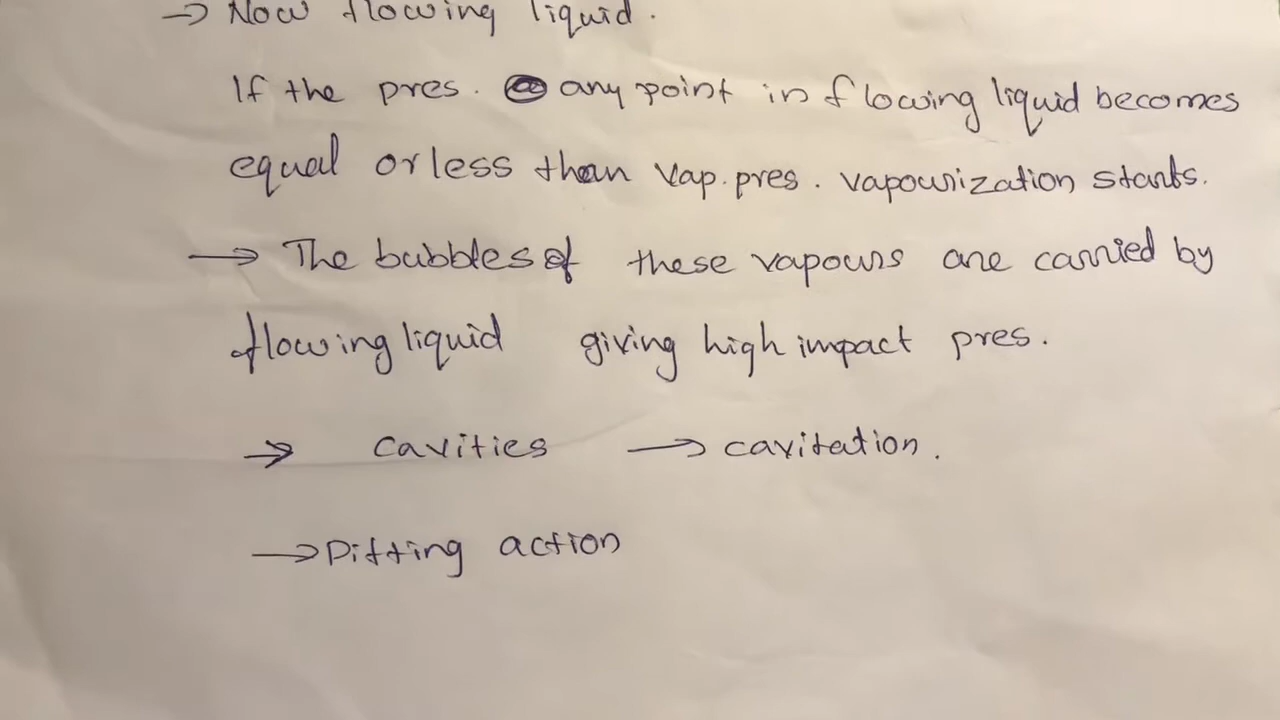 → Now flowing liquid.
If the pres. @ any point in flowing liquid becomes
equal or less than vap. pres. vapourization starts.
→ The bubbles of these vapours are carried by
flowing liquid giving high impact pres.
→ cavities → cavitation.
→ Pitting action